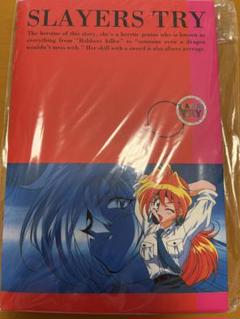 SLAYERS TRY
The heroine of this story, she's a heretic genius who is known as
everything from "Robbers killer" to "someone even a dragon
wouldn't mess with." Her skill with a sword is also above average.
TRY